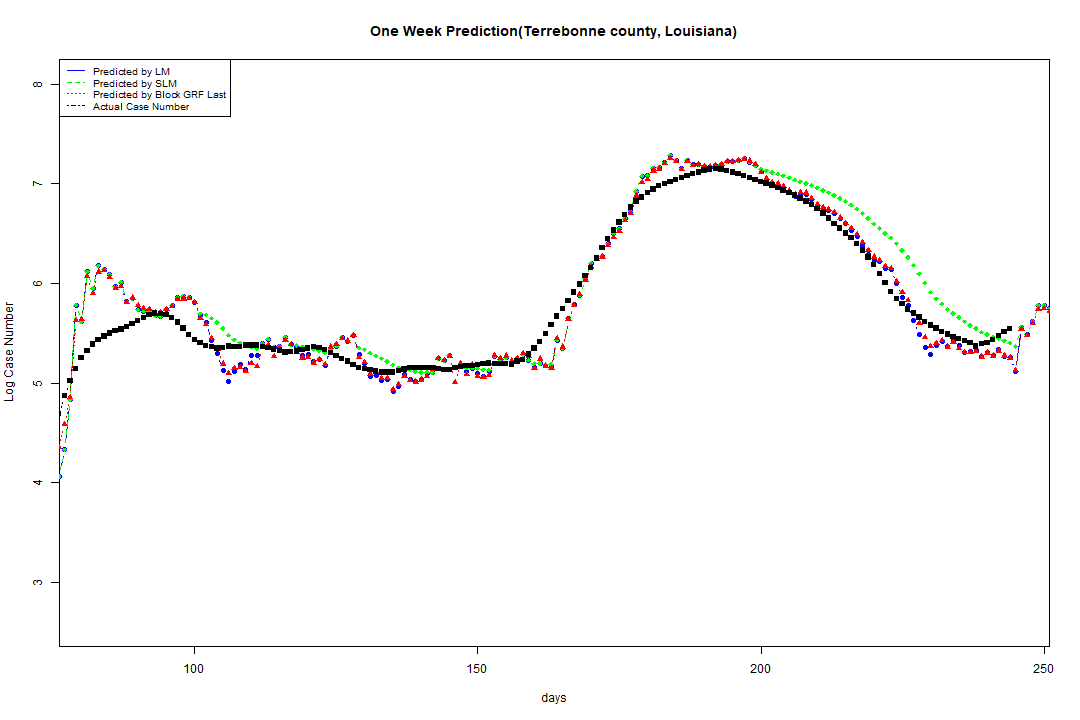 One Week Prediction(Terrebonne county, Louisiana)
Predicted by LM
Predicted by SLM
Predicted by Block GRF Last
Actual Case Number
8
7
6
5
4
3
Log Case Number
100 150 200 250
days